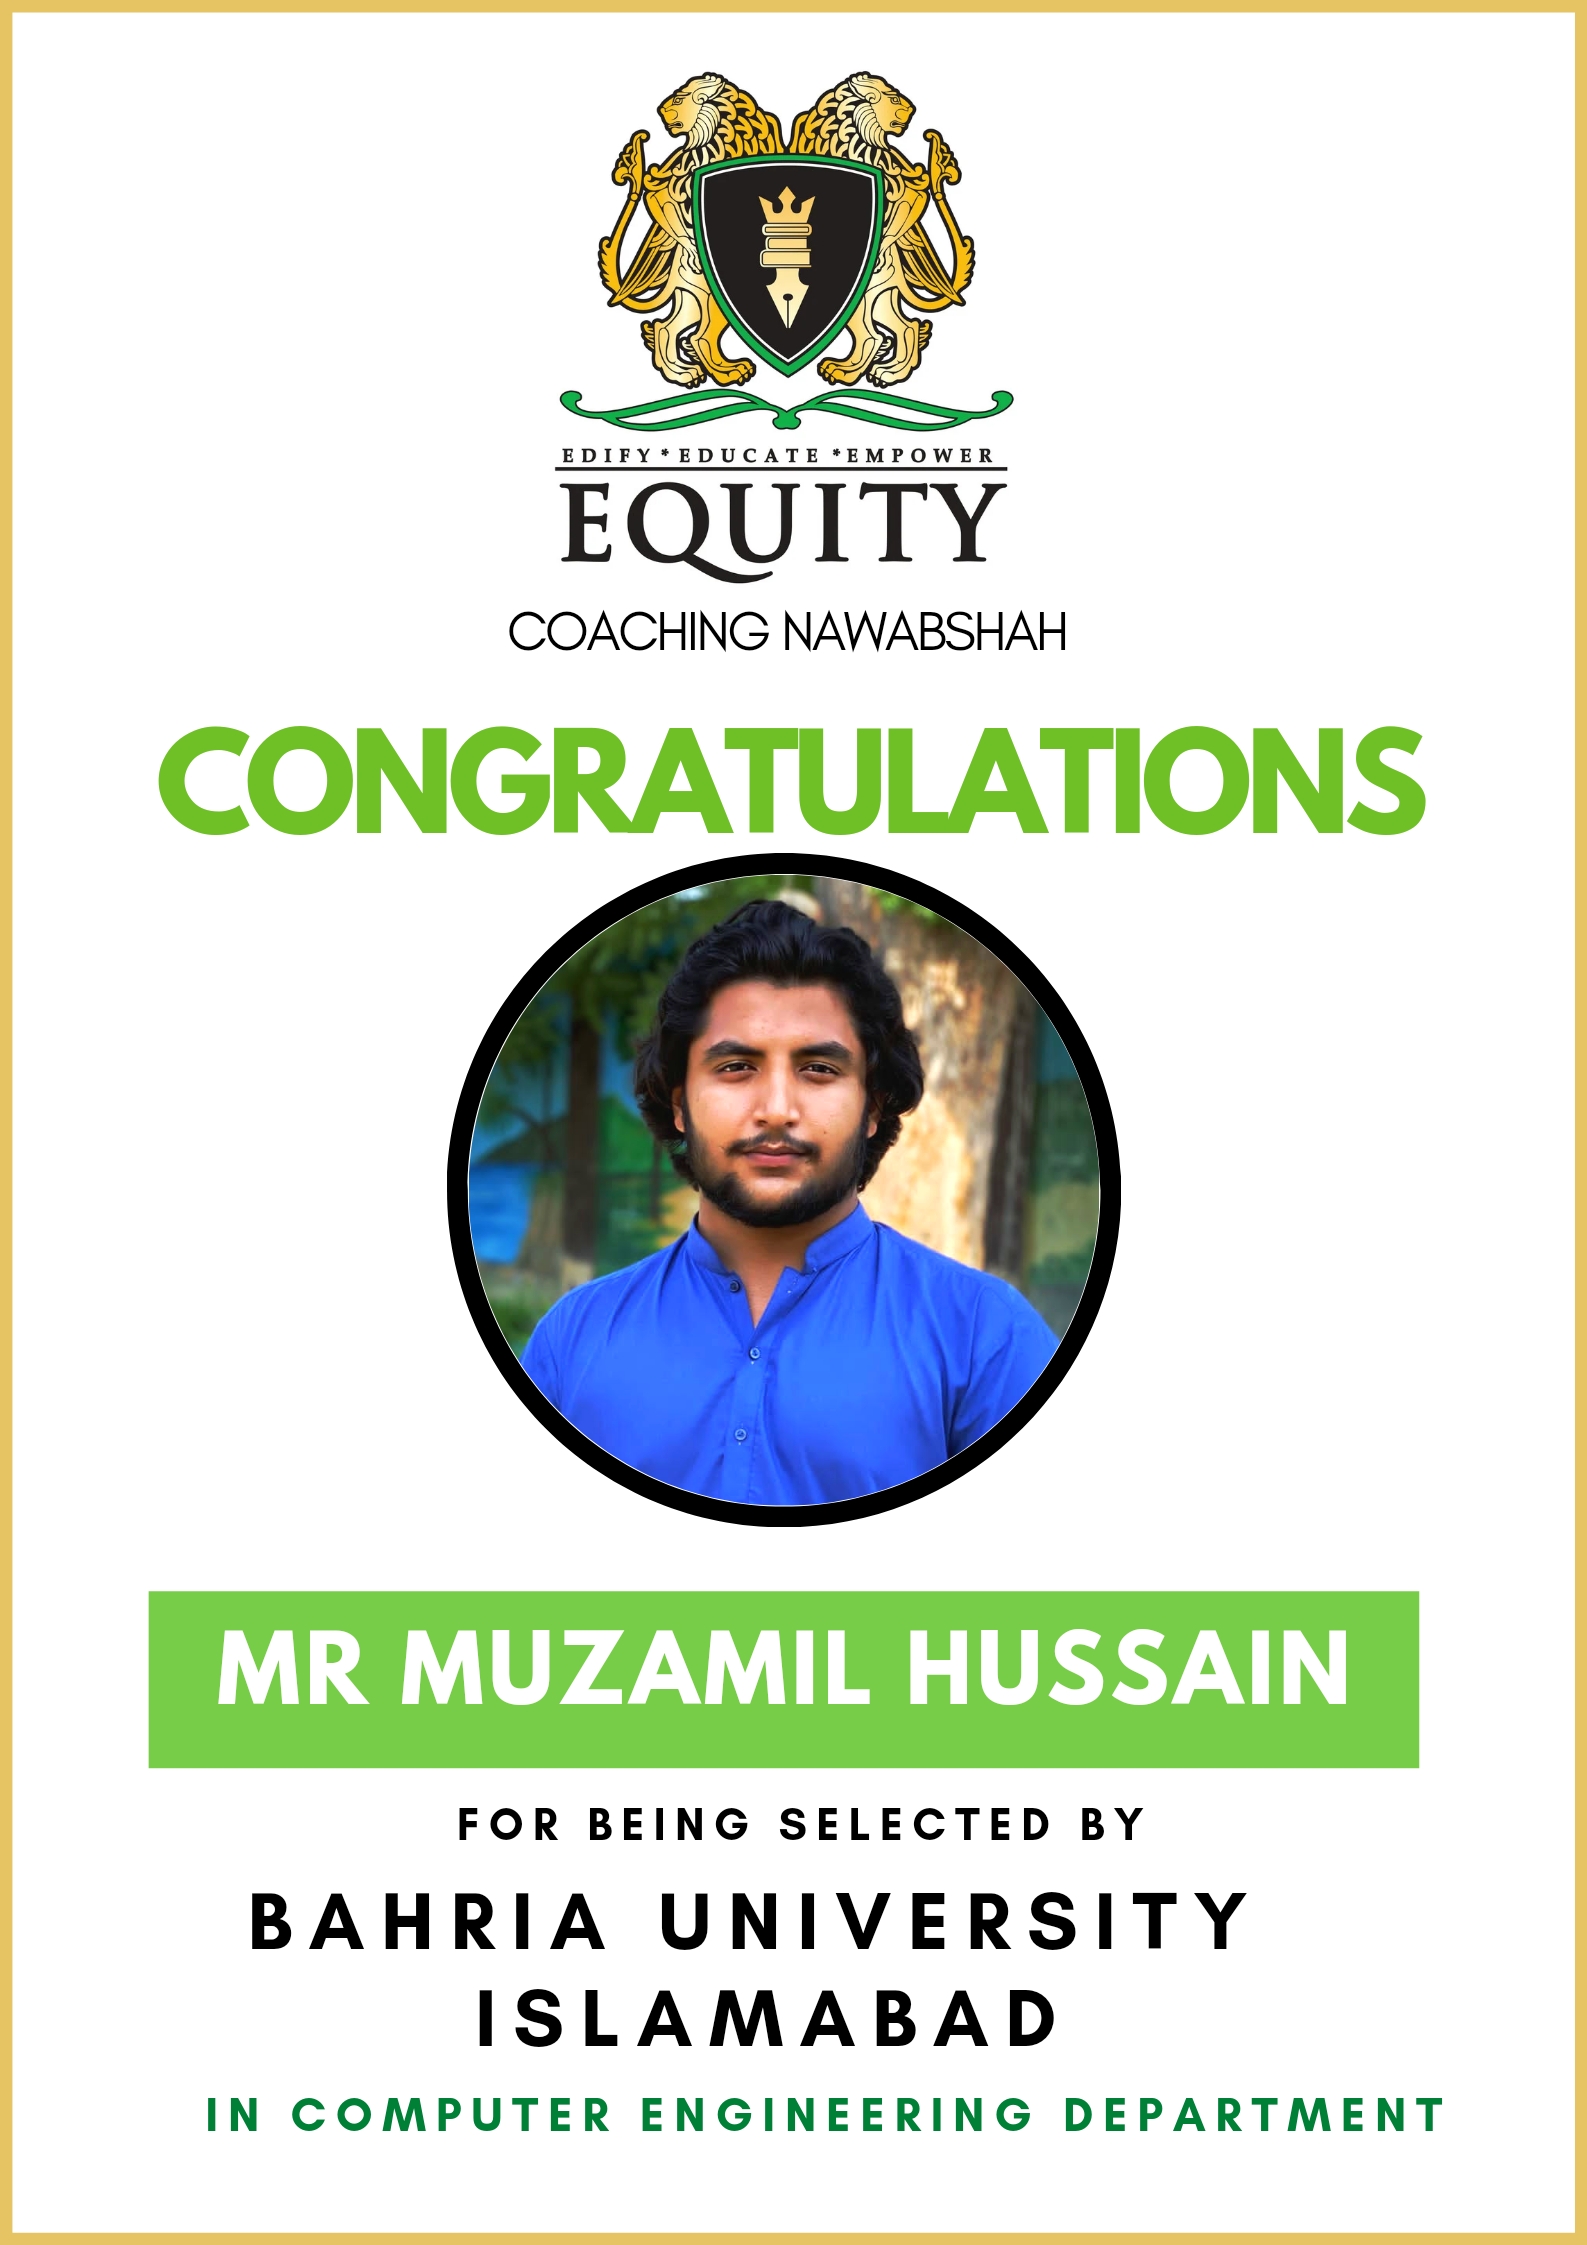 EDIFY*EDUCATE*EMPOWER
EQUITY
COACHING NAWABSHAH
CONGRATULATIONS
MR MUZAMIL HUSSAIN
FOR BEING SELECTED BY
BAHRIA UNIVERSITY
ISLAMABAD
IN COMPUTER ENGINEERING DEPARTMENT